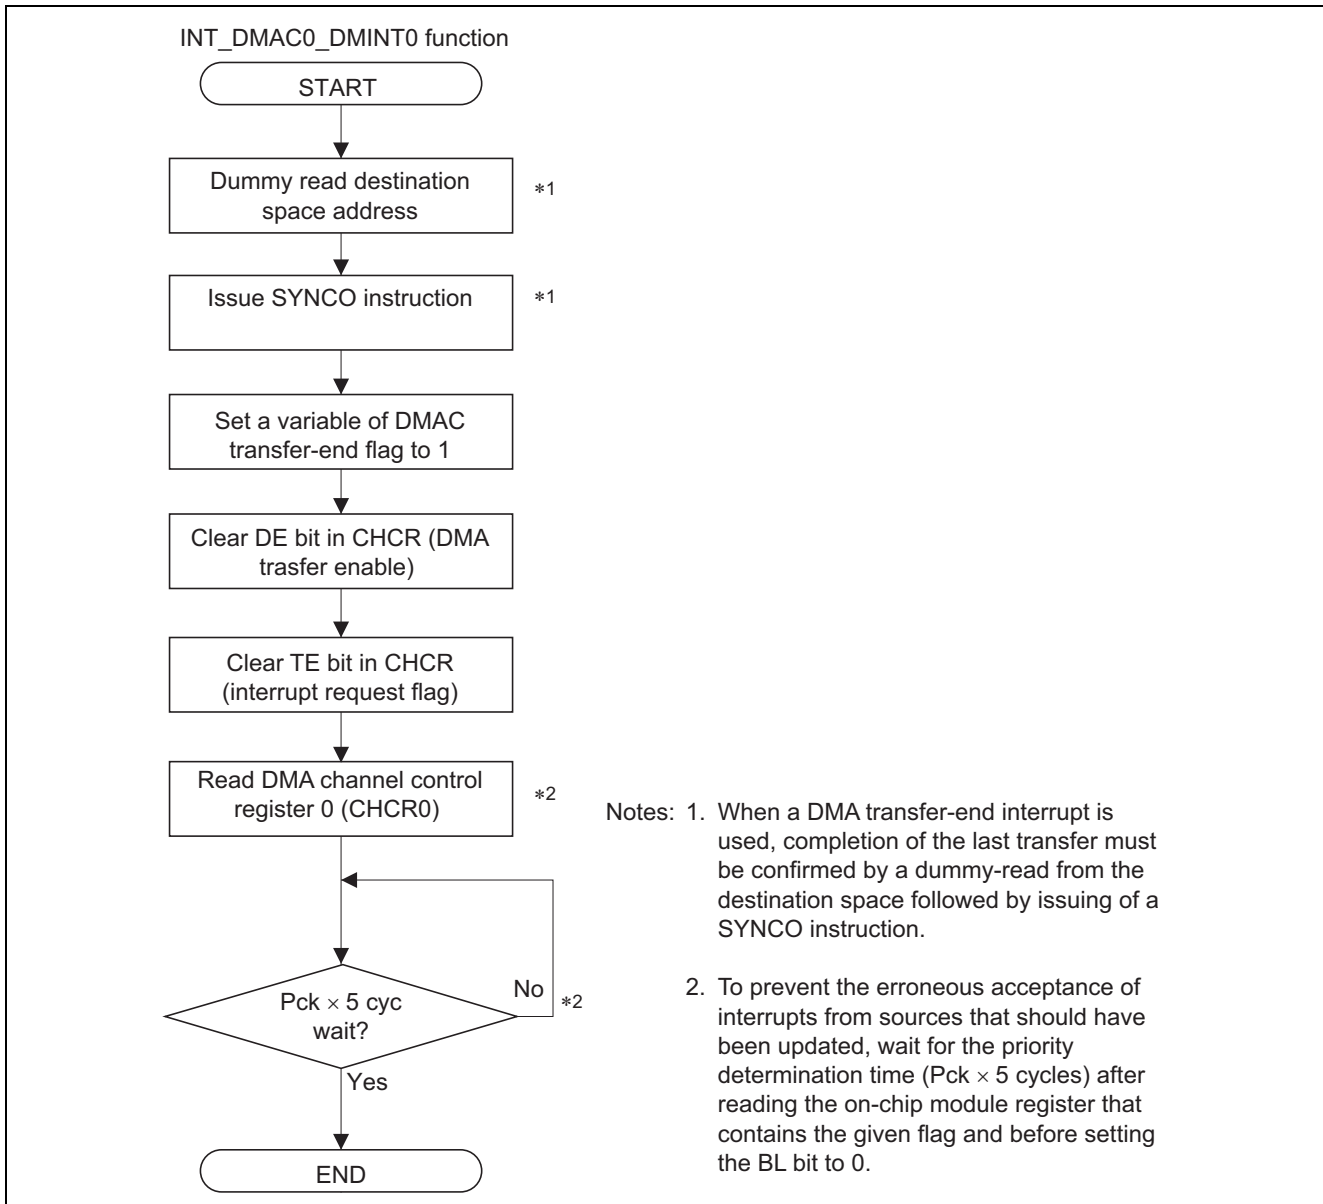 INT_DMAC0_DMINT0 function
START
Dummy read destination
space address
*1
Issue SYNCO instruction
*1
Set a variable of DMAC
transfer-end flag to 1
Clear DE bit in CHCR (DMA
trasfer enable)
Clear TE bit in CHCR
(interrupt request flag)
Read DMA channel control
register 0 (CHCR0)
*2
Pck × 5 cyc
wait?
No
*2
Yes
END
Notes: 1. When a DMA transfer-end interrupt is
used, completion of the last transfer must
be confirmed by a dummy-read from the
destination space followed by issuing of a
SYNCO instruction.
2. To prevent the erroneous acceptance of
interrupts from sources that should have
been updated, wait for the priority
determination time (Pck × 5 cycles) after
reading the on-chip module register that
contains the given flag and before setting
the BL bit to 0.